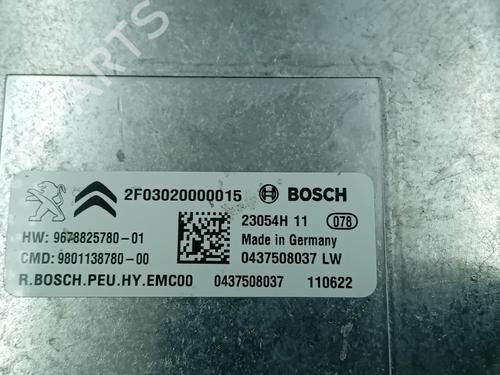 2F03020000015 BOSCH
23054H 11 078
HW: 9678825780-01 Made in Germany
CMD: 9801138780-00 0437508037 LW
R.BOSCH.PEU.HY.EMC00 0437508037 110622